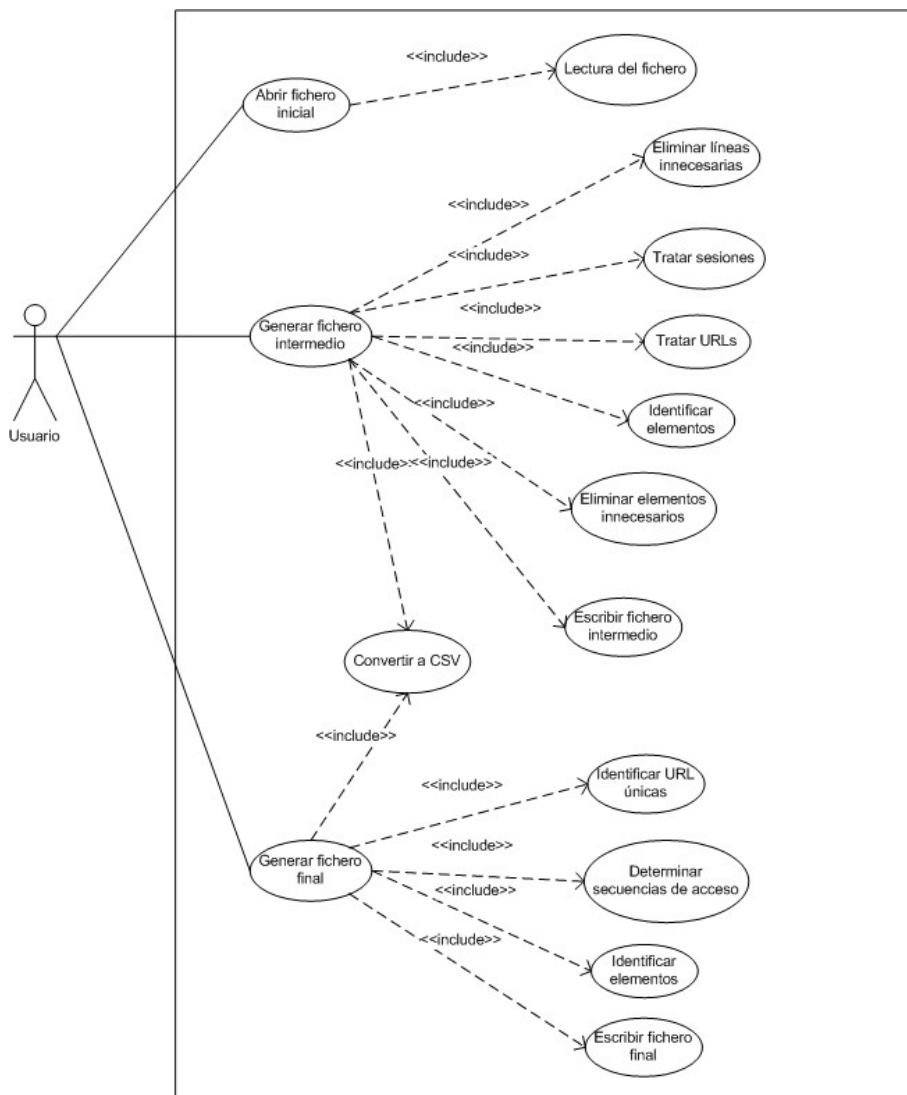 <<include>>
Lectura del fichero
Abrir fichero
inicial
Eliminar líneas
innecesarias
<<include>>
<<include>>
Tratar sesiones
<<include>>
Generar fichero
intermedio
Tratar URLs
<<include>>
<<include>>
Identificar
elementos
Usuario
<<include>>
<<include>>
Eliminar elementos
innecesarios
Escribir fichero
intermedio
Convertir a CSV
<<include>>
<<include>>
Identificar URL
únicas
<<include>>
Generar fichero
final
Determinar
secuencias de acceso
<<include>>
<<include>>
Identificar
elementos
Escribir fichero
final